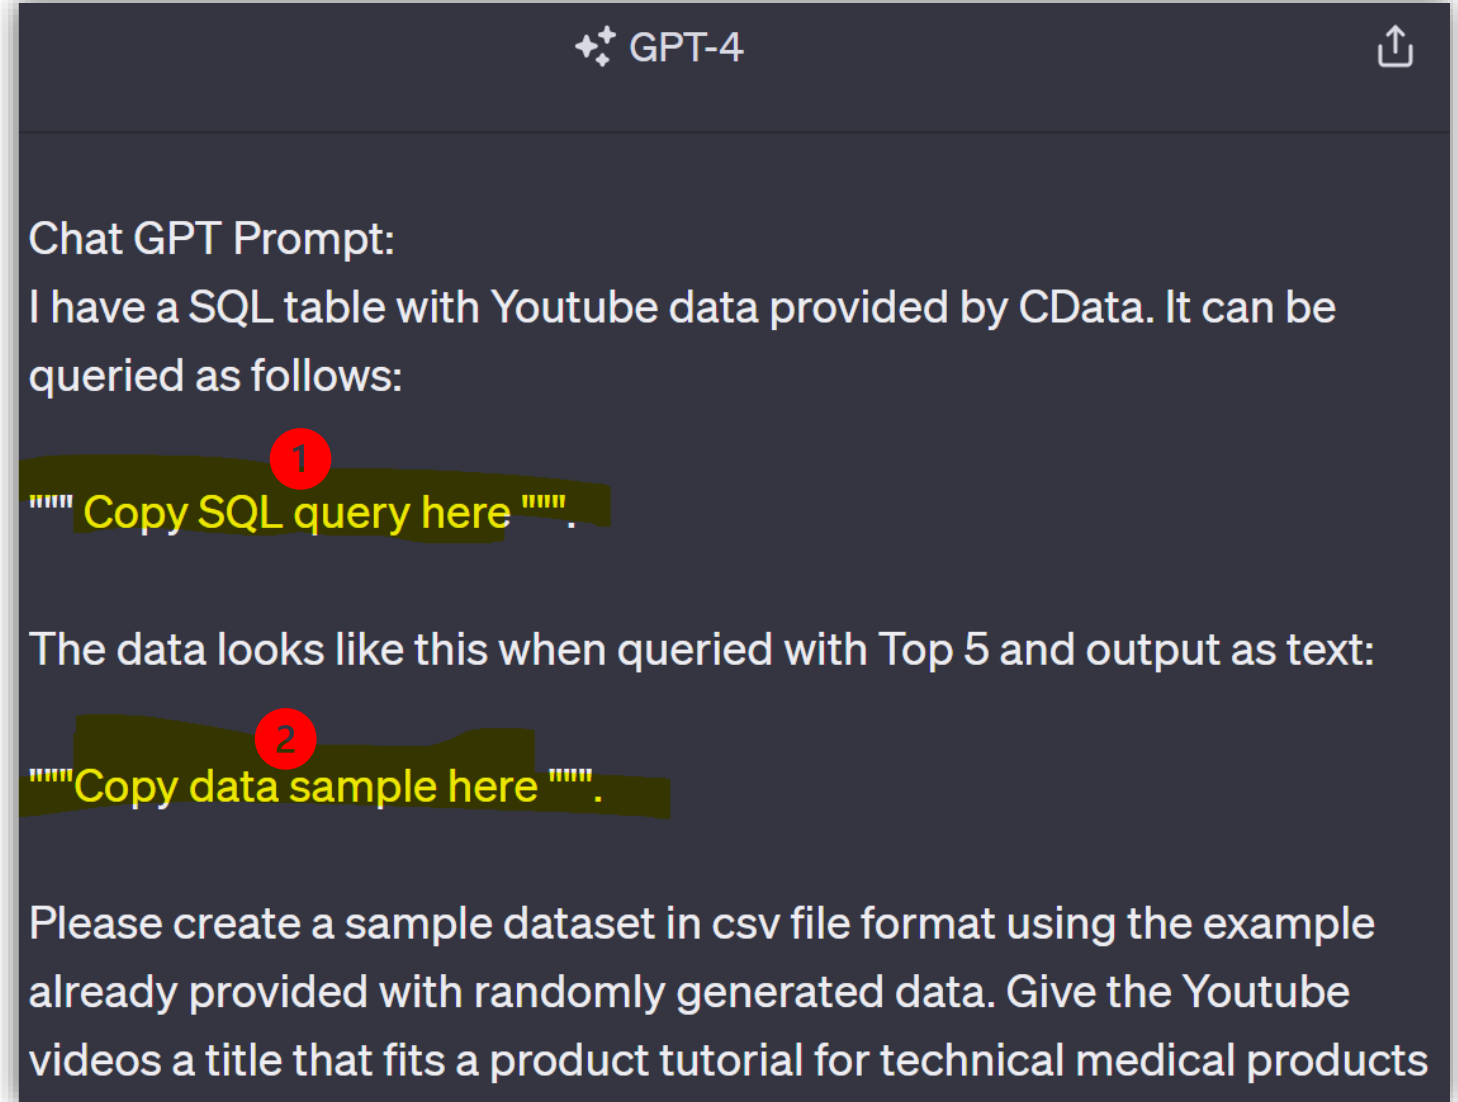 GPT-4
Chat GPT Prompt:
I have a SQL table with Youtube data provided by CData. It can be
queried as follows:
1
""" Copy SQL query here """.
The data looks like this when queried with Top 5 and output as text:
2
"""Copy data sample here """.
Please create a sample dataset in csv file format using the example
already provided with randomly generated data. Give the Youtube
videos a title that fits a product tutorial for technical medical products